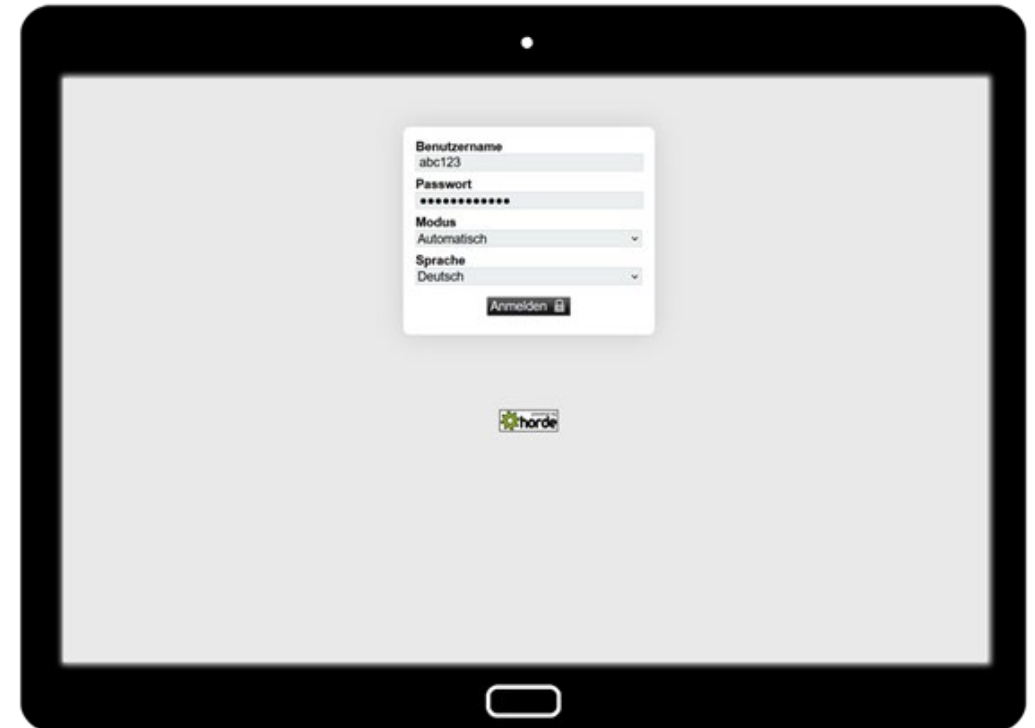 Benutzername
abc123
Passwort
••••••••••••
Modus
Automatisch
Sprache
Deutsch
Anmelden
horde